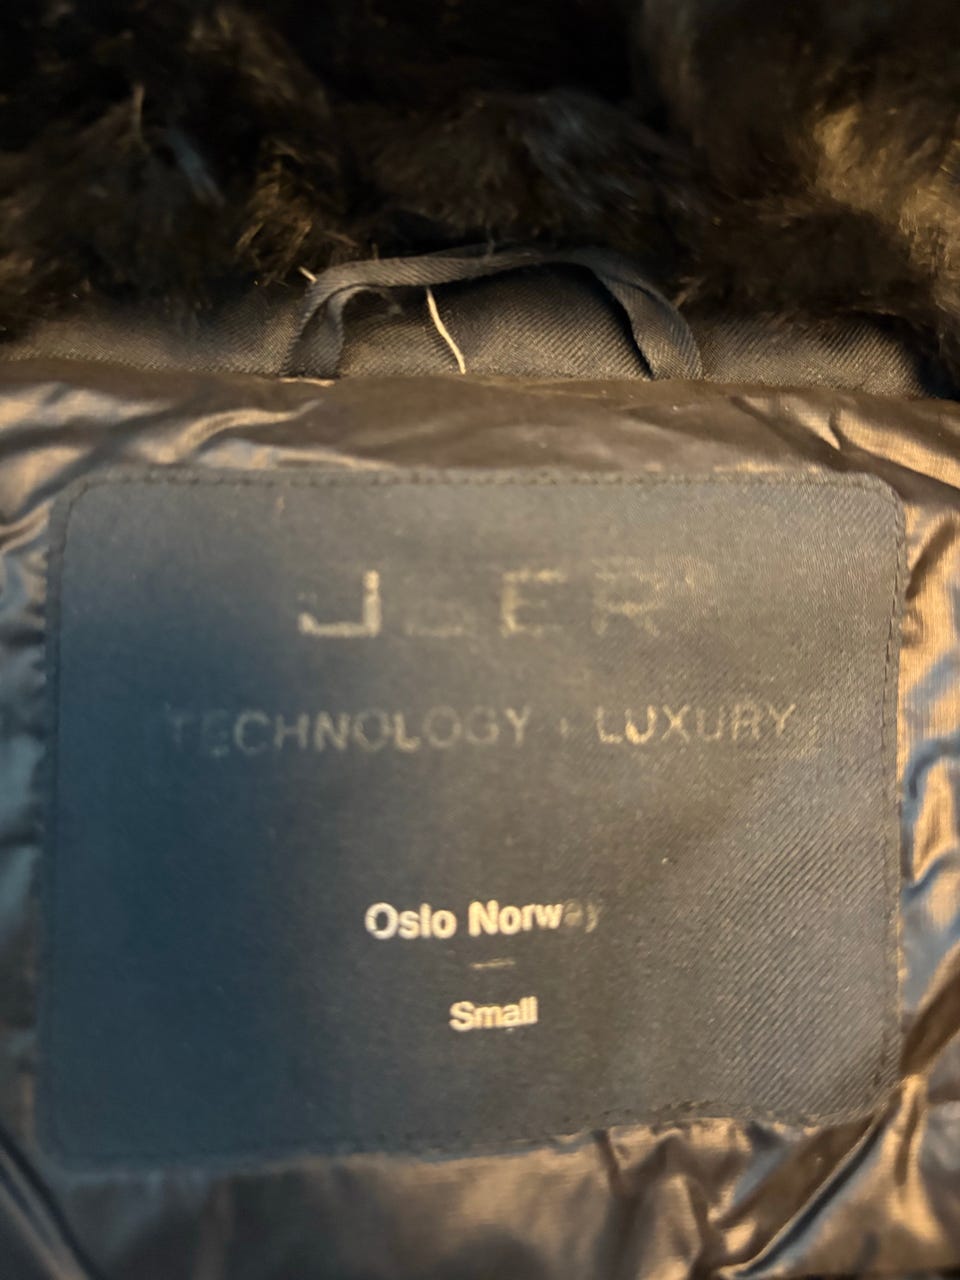 TECHNOLOGY + LUXURY
Oslo Norway
Small